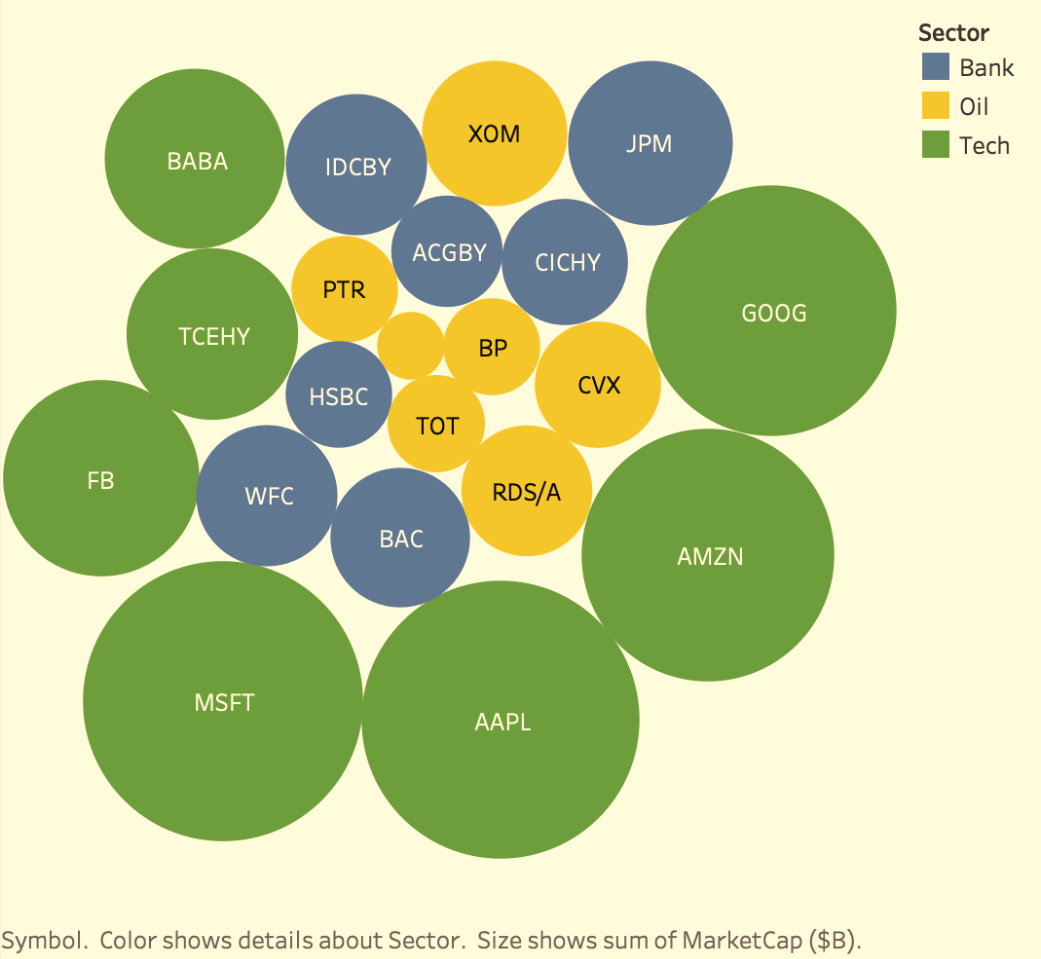 Sector
Bank
Oil
Tech
XOM
JPM
BABA
IDCBY
ACGBY
CICHY
PTR
GOOG
TCEHY
BP
CVX
HSBC
TOT
FB
WFC
RDS/A
BAC
AMZN
MSFT
AAPL
Symbol.  Color shows details about Sector.  Size shows sum of MarketCap ($B).